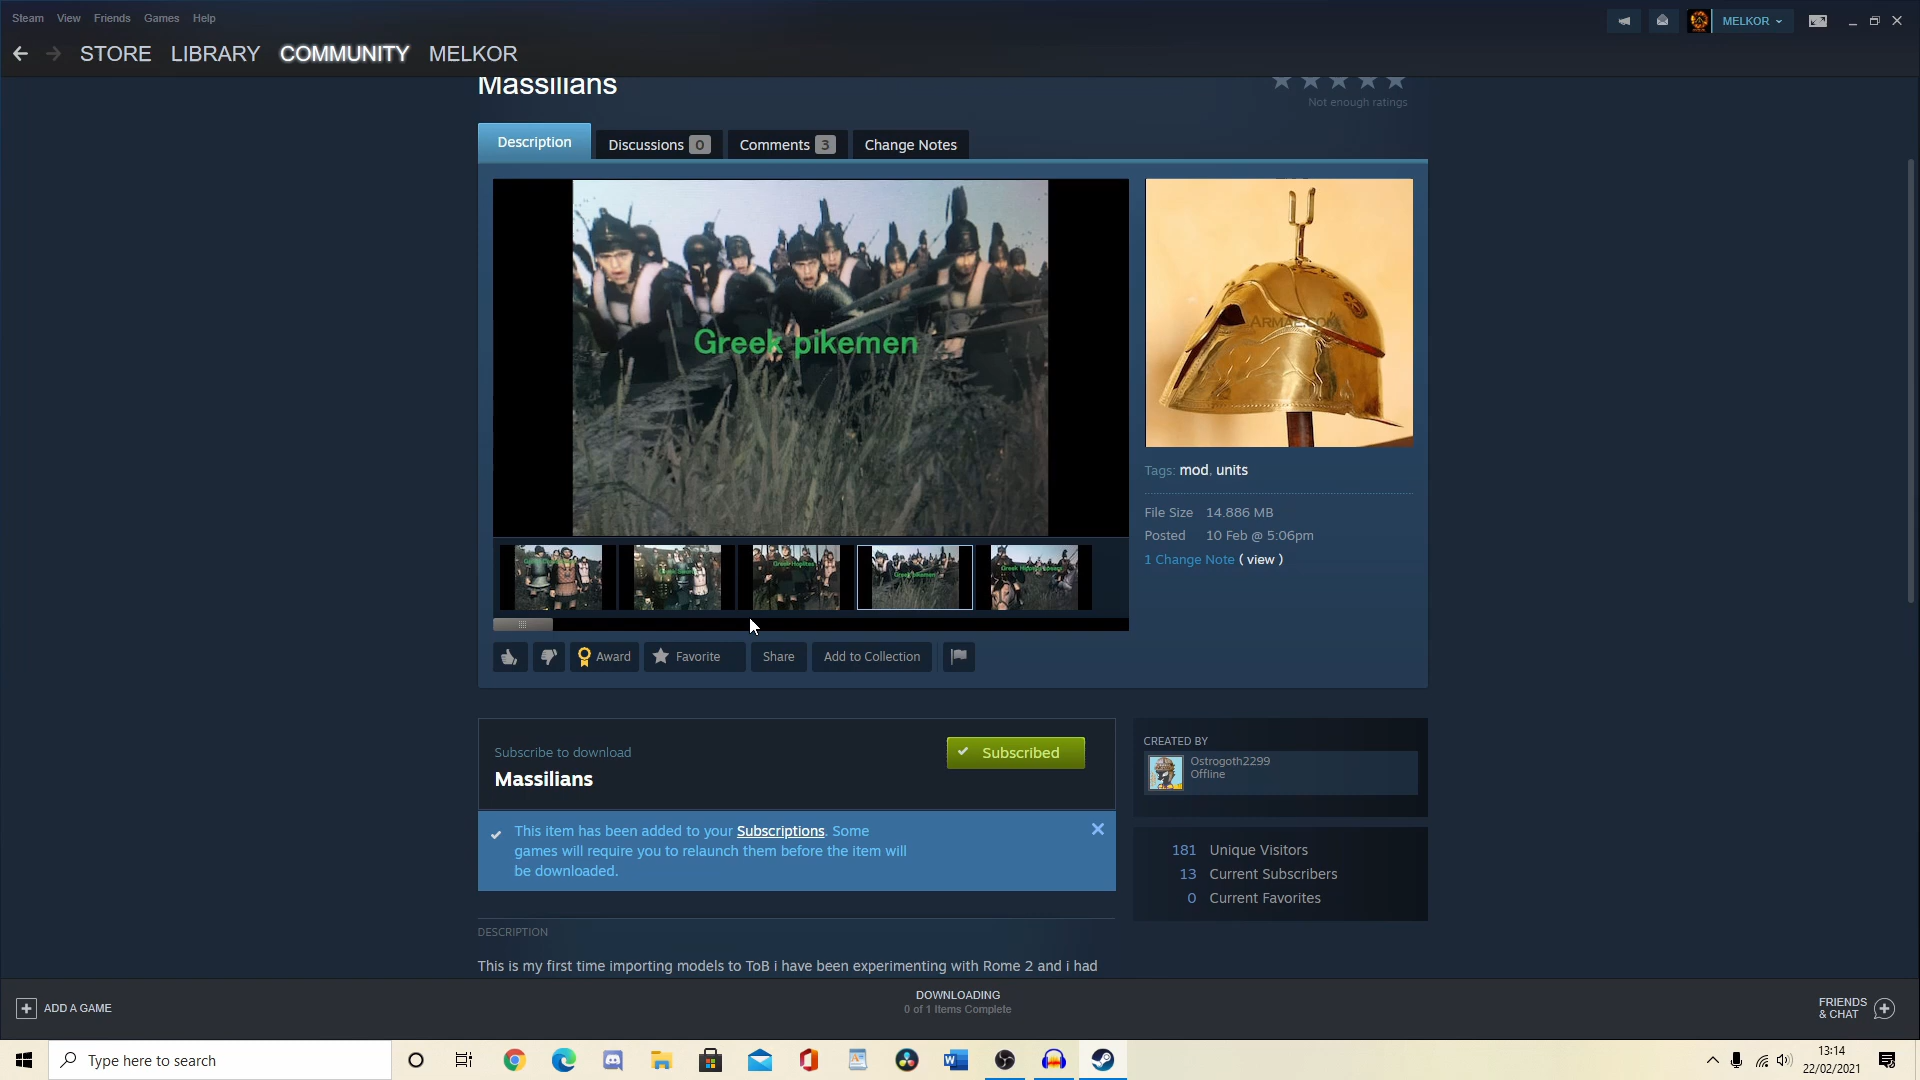 Steam View Friends Games Help
MELKOR
STORE LIBRARY COMMUNITY MELKOR
Massilians
Not enough ratings
Description
Discussions 0
Comments 3
Change Notes
Greek pikemen
ARMAE.COM
Tags: mod, units
File Size 14.886 MB
Posted 10 Feb @ 5:06pm
1 Change Note ( view )
Greek Hoplites
Greek pikemen
Award
Favorite
Share
Add to Collection
Subscribe to download
Massilians
Subscribed
This item has been added to your Subscriptions. Some
games will require you to relaunch them before the item will
be downloaded.
CREATED BY
Ostrogoth2299
Offline
181 Unique Visitors
13 Current Subscribers
0 Current Favorites
DESCRIPTION
This is my first time importing models to ToB i have been experimenting with Rome 2 and i had
ADD A GAME
DOWNLOADING
0 of 1 Items Complete
FRIENDS
& CHAT
Type here to search
13:14
22/02/2021